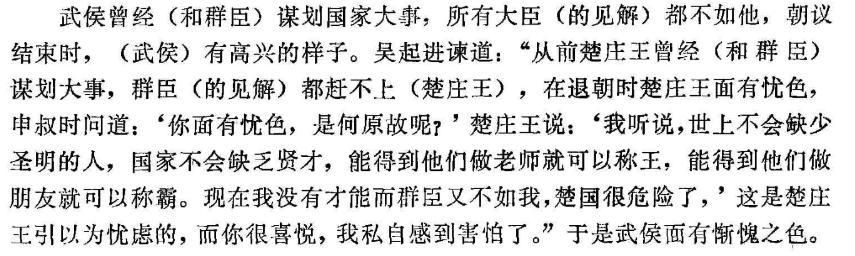 武侯曾经（和群臣）谋划国家大事，所有大臣（的见解）都不如他，朝议
结束时，（武侯）有高兴的样子。吴起进谏道：“从前楚庄王曾经（和 群 臣）
谋划大事，群臣（的见解）都赶不上（楚庄王），在退朝时楚庄王面有忧色，
申叔时问道：‘你面有忧色，是何原故呢？’楚庄王说：‘我听说，世上不会缺少
圣明的人，国家不会缺乏贤才，能得到他们做老师就可以称王，能得到他们做
朋友就可以称霸。现在我没有才能而群臣又不如我，楚国很危险了，’这是楚庄
王引以为忧虑的，而你很喜悦，我私自感到害怕了。”于是武侯面有惭愧之色。